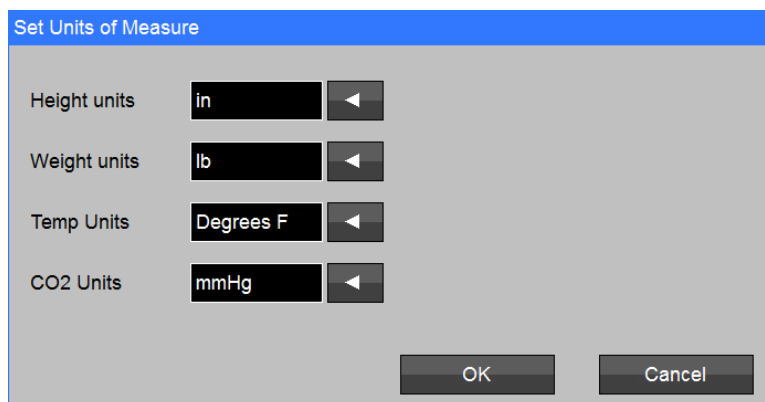 Set Units of Measure
Height units in
Weight units lb
Temp Units Degrees F
CO2 Units mmHg
OK Cancel